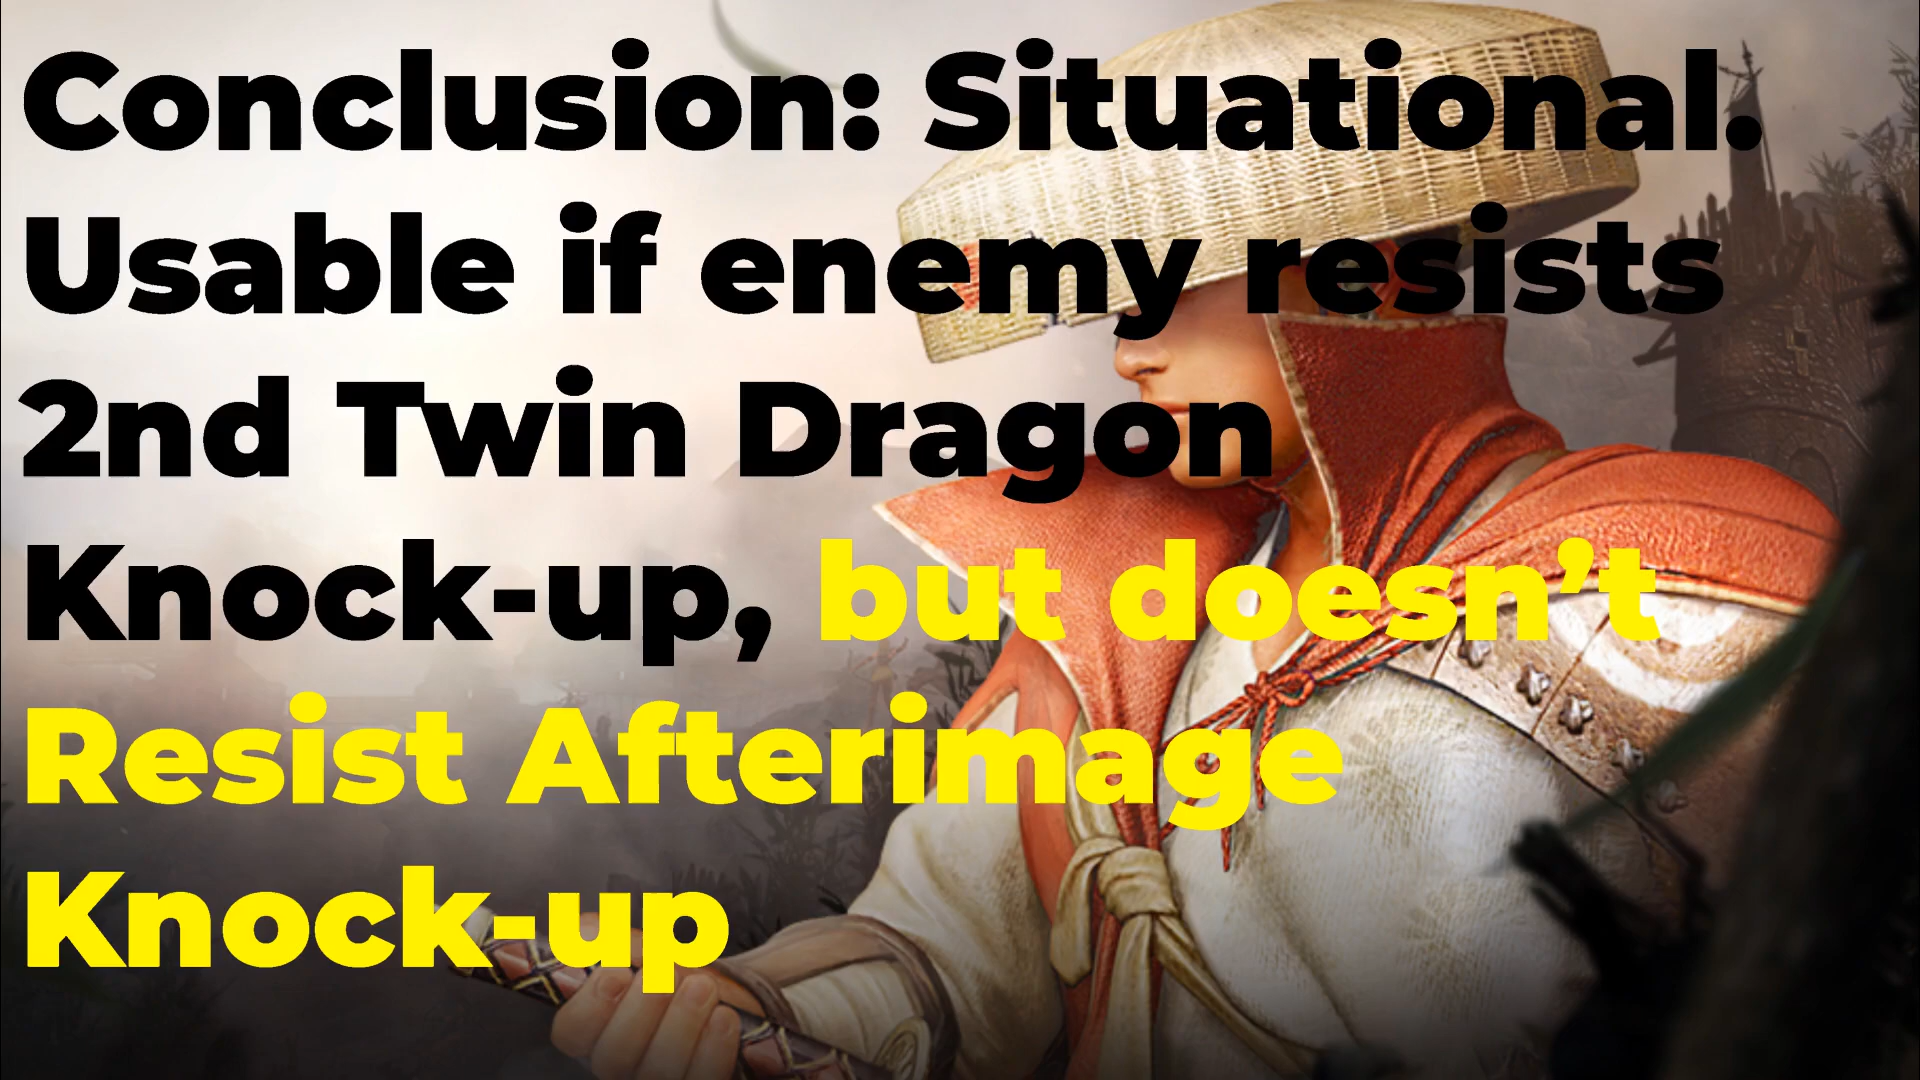 Conclusion: Situational.
Usable if enemy resists
2nd Twin Dragon
Knock-up, but doesn’t
Resist Afterimage
Knock-up